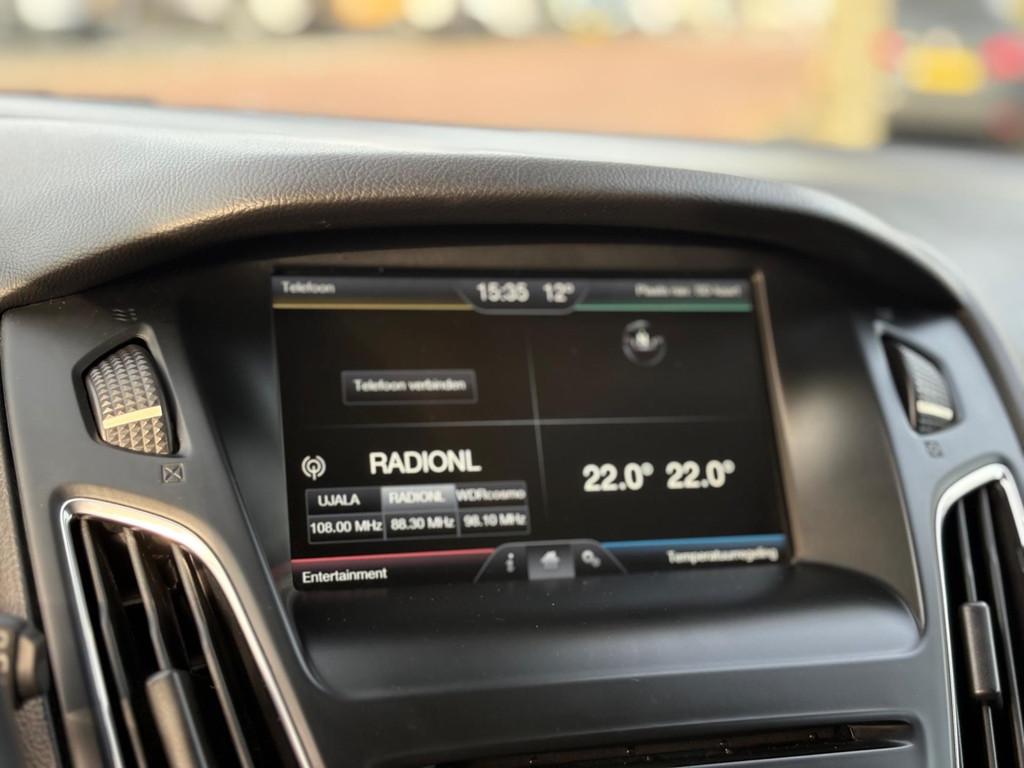 Telefoon
15:35 12°
Telefoon verbinden
RADIONL
UJALA RADIONL WDRcosmo
108.00 MHz 88.30 MHz 98.10 MHz
22.0° 22.0°
Entertainment
i
Temperatuurregeling